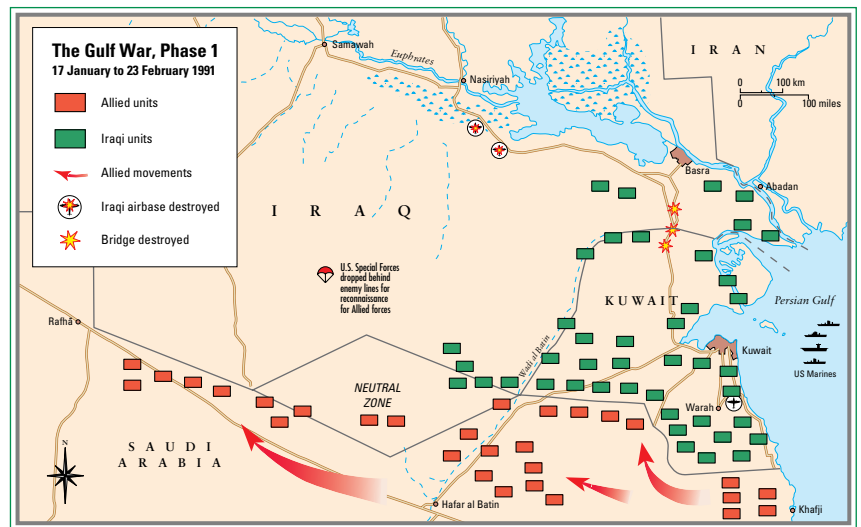 The Gulf War, Phase 1
17 January to 23 February 1991
Allied units
Iraqi units
Allied movements
Iraqi airbase destroyed
Bridge destroyed
Samawah
Euphrates
Nasiriyah
I R A N
0 100 km
0 100 miles
Basra
Abadan
I R A Q
U.S. Special Forces
dropped behind
enemy lines for
reconnaissance
for Allied forces
KUWAIT
Persian Gulf
Rafhā
Wadi al Batin
Kuwait
US Marines
NEUTRAL
ZONE
Warah
SAUDI
ARABIA
N
Hafar al Batin
Khafji